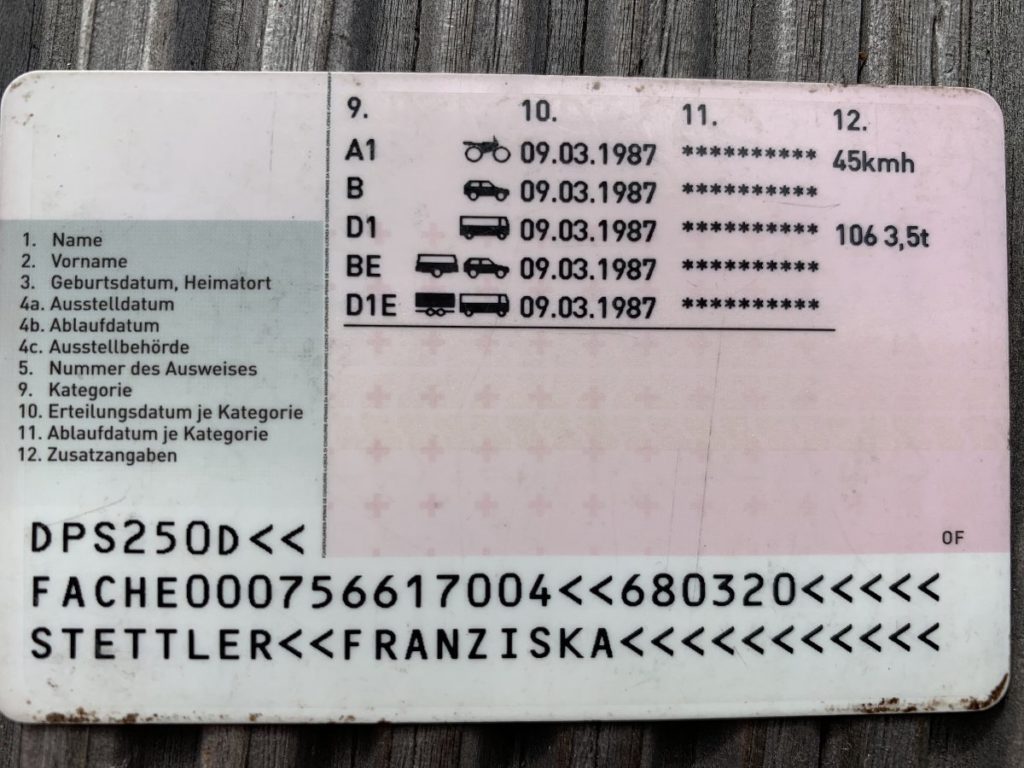 9. 10. 11. 12.
A1 09.03.1987 ********** 45kmh
B 09.03.1987 **********
D1 09.03.1987 ********** 106 3,5t
BE 09.03.1987 **********
D1E 09.03.1987 **********
1. Name
2. Vorname
3. Geburtsdatum, Heimatort
4a. Ausstelldatum
4b. Ablaufdatum
4c. Ausstellbehörde
5. Nummer des Ausweises
9. Kategorie
10. Erteilungsdatum je Kategorie
11. Ablaufdatum je Kategorie
12. Zusatzangaben
OF
DPS250D<<
FACHE000756617004<<680320<<<<<
STETTLER<<FRANZISKA<<<<<<<<<<<<